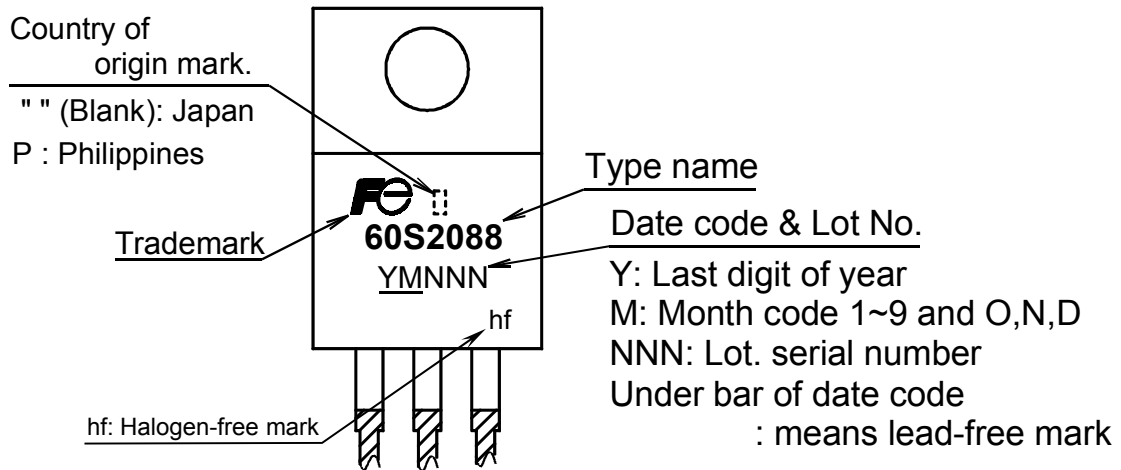 Country of
origin mark.
" " (Blank): Japan
P : Philippines
Trademark
Fe
60S2088
YMNNN
hf
hf: Halogen-free mark
Type name
Date code & Lot No.
Y: Last digit of year
M: Month code 1~9 and O,N,D
NNN: Lot. serial number
Under bar of date code
: means lead-free mark